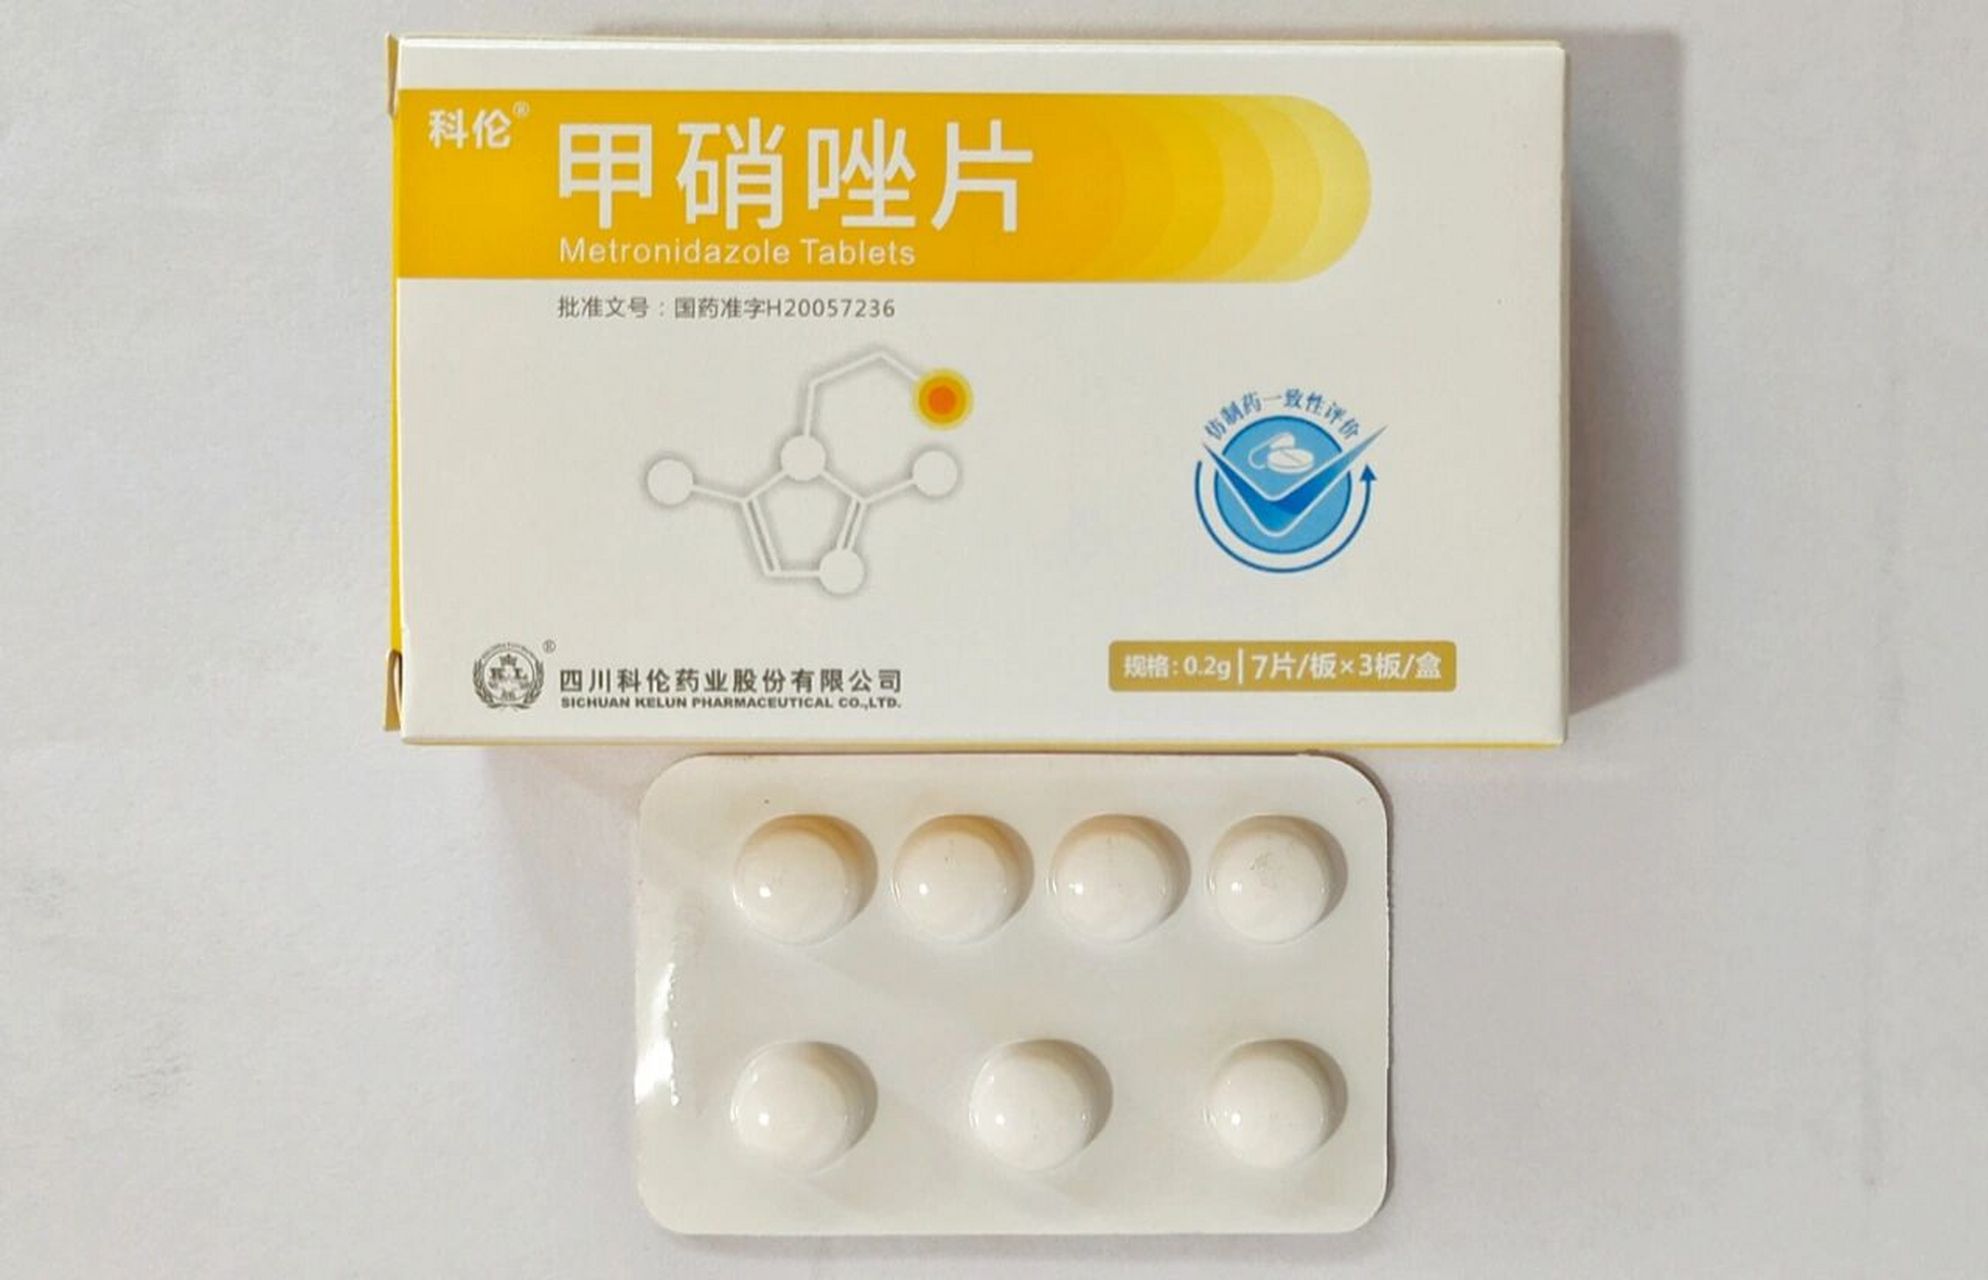 科伦®
甲硝唑片
Metronidazole Tablets
批准文号：国药准字H20057236
仿制药一致性评价
KL
®
四川科伦药业股份有限公司
SICHUAN KELUN PHARMACEUTICAL CO.,LTD.
规格：0.2g|7片/板×3板/盒